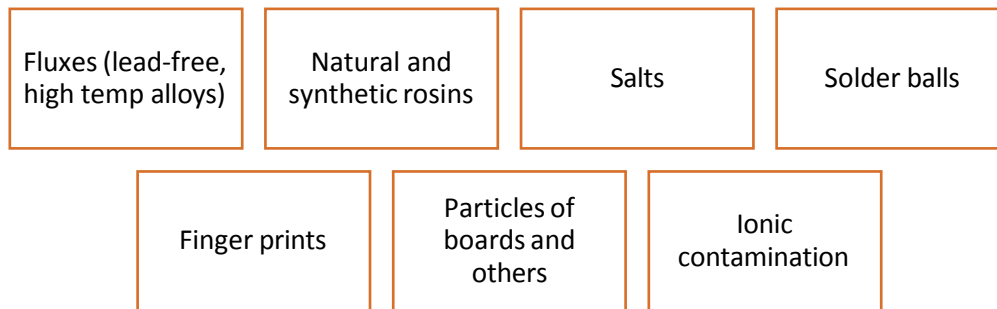 Fluxes (lead-free,
high temp alloys)
Natural and
synthetic rosins
Salts
Solder balls
Finger prints
Particles of
boards and
others
Ionic
contamination